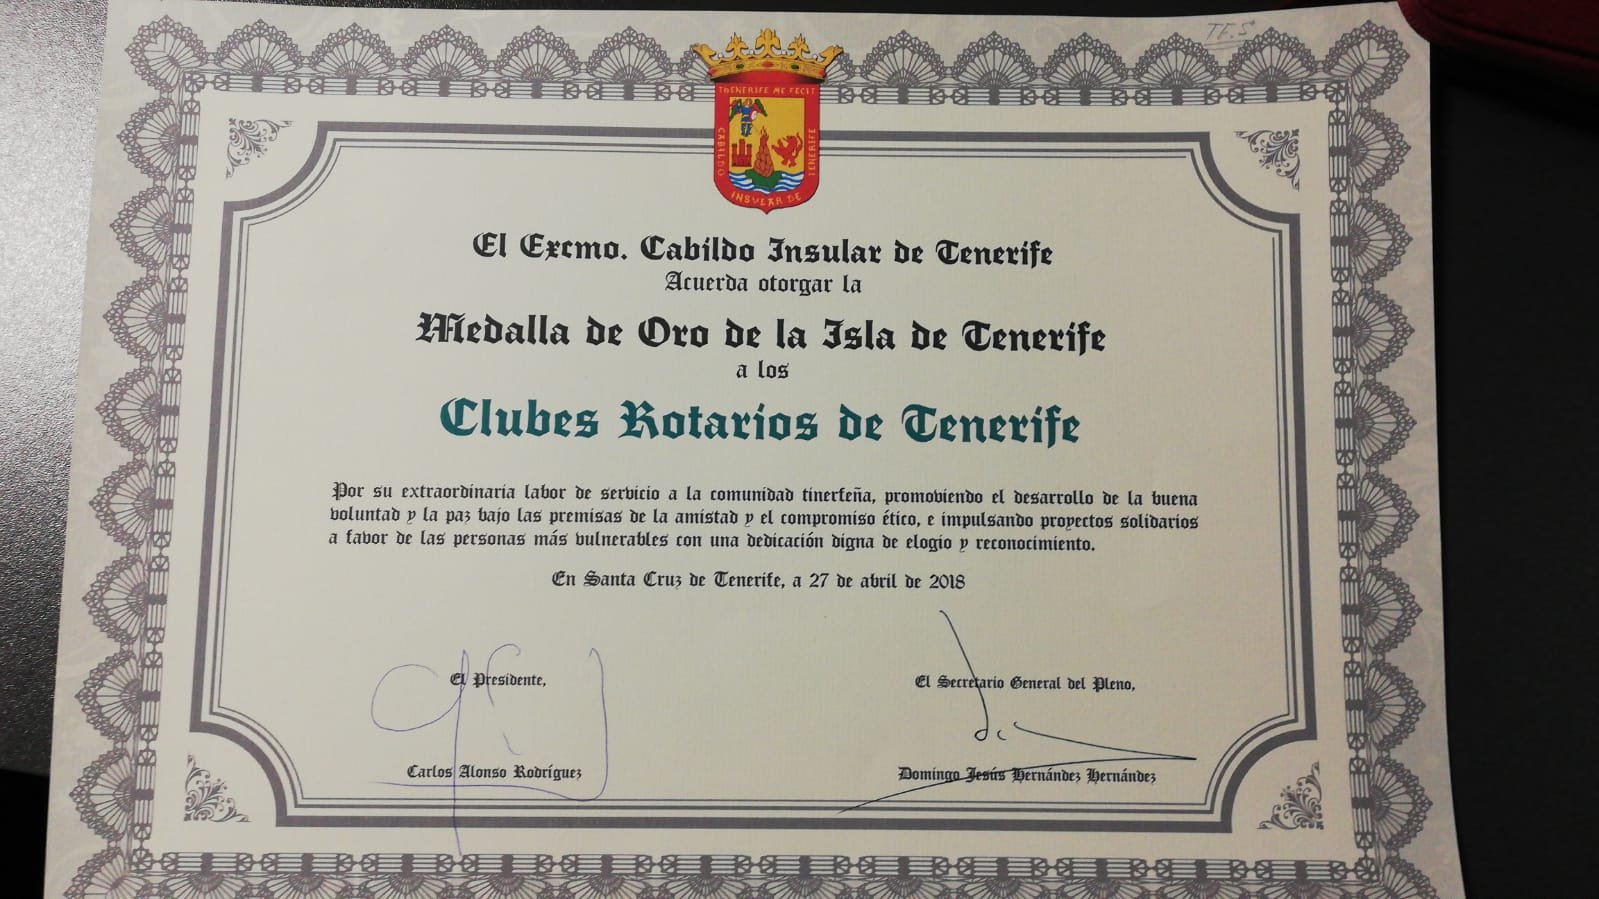 TF.S
TENERIFE ME FECIT
CABILDO
TENERIFE
INSULAR DE
El Excmo. Cabildo Insular de Tenerife
Acuerda otorgar la
Medalla de Oro de la Isla de Tenerife
a los
Clubes Rotarios de Tenerife
Por su extraordinaria labor de servicio a la comunidad tinerfeña, promoviendo el desarrollo de la buena
voluntad y la paz bajo las premisas de la amistad y el compromiso ético, e impulsando proyectos solidarios
a favor de las personas más vulnerables con una dedicación digna de elogio y reconocimiento.
En Santa Cruz de Tenerife, a 27 de abril de 2018
El Presidente,
El Secretario General del Pleno,
Carlos Alonso Rodríguez
Domingo Jesús Hernández Hernández